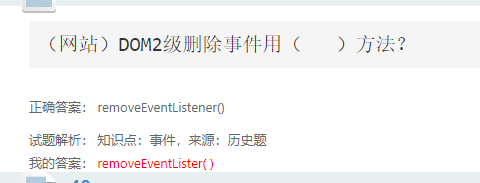 （网站）DOM2级删除事件用（　　）方法？
正确答案： removeEventListener()
试题解析： 知识点：事件，来源：历史题
我的答案： removeEventLister( )